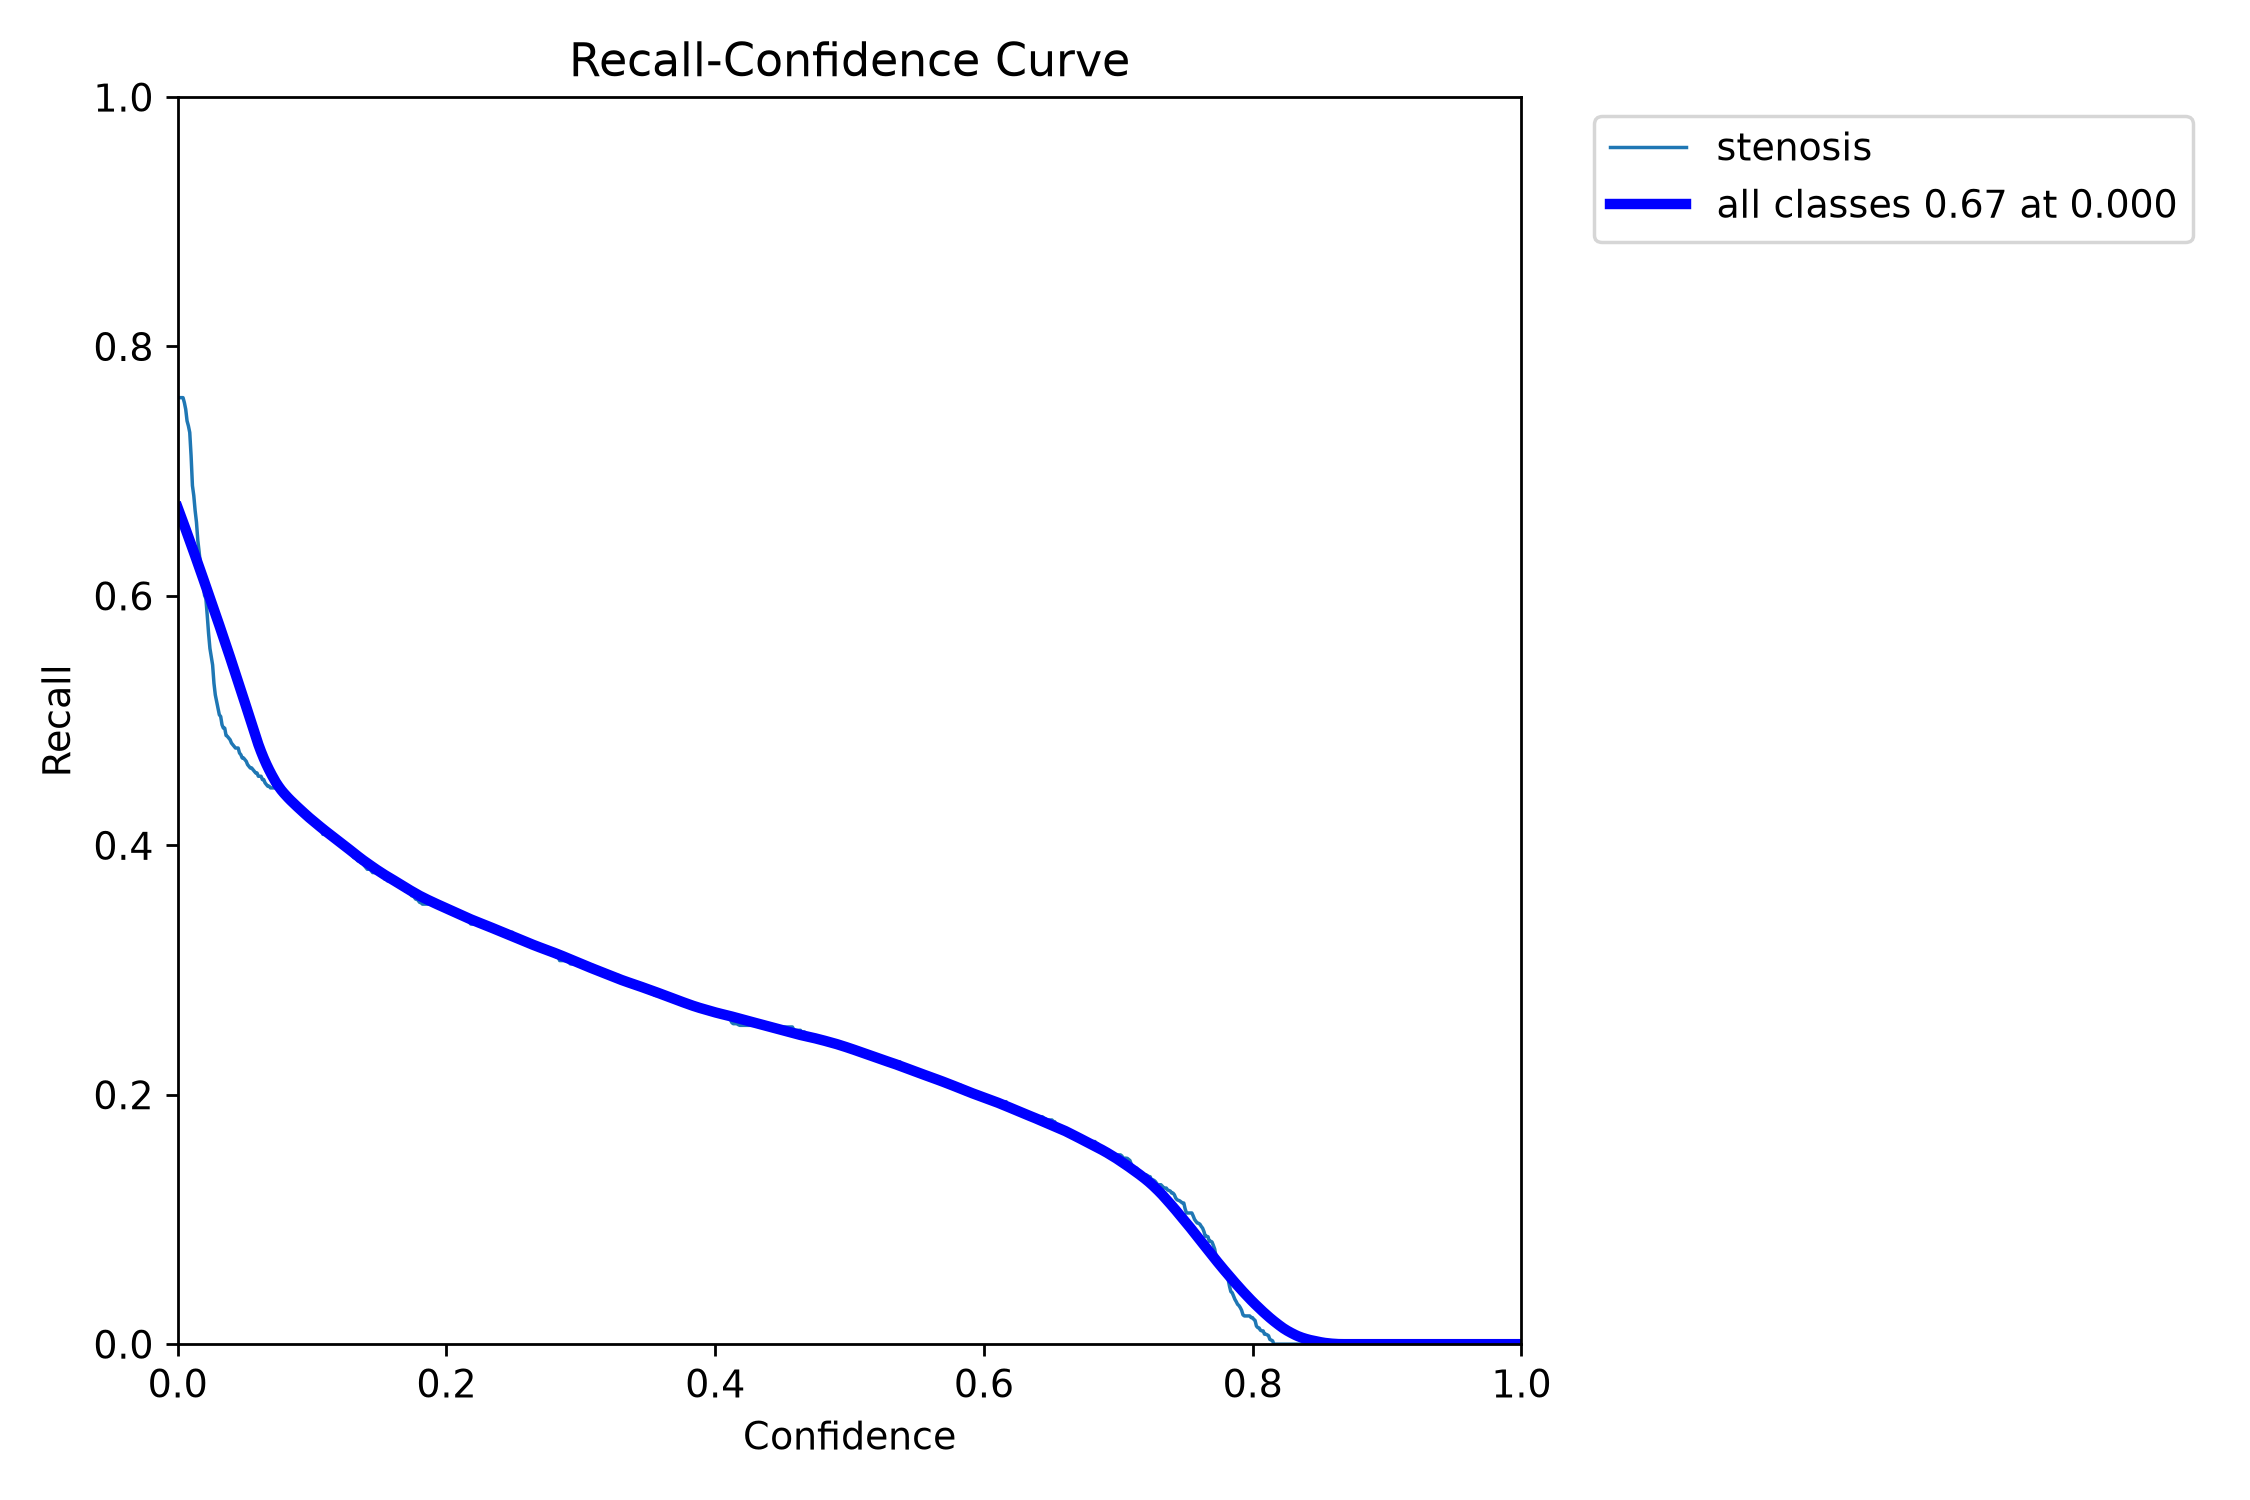 Recall-Confidence Curve
stenosis
all classes 0.67 at 0.000
Recall
1.0
0.8
0.6
0.4
0.2
0.0
0.0 0.2 0.4 0.6 0.8 1.0
Confidence